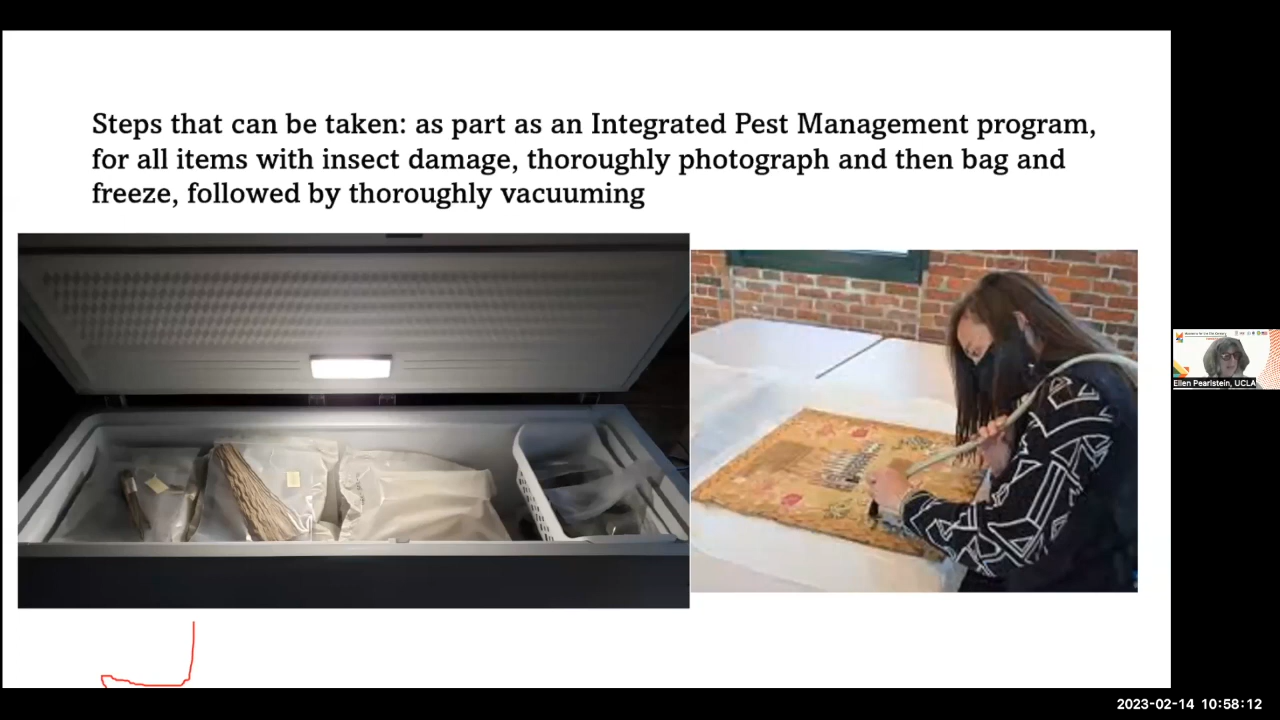 Steps that can be taken: as part as an Integrated Pest Management program,
for all items with insect damage, thoroughly photograph and then bag and
freeze, followed by thoroughly vacuuming
Ellen Pearlstein, UCLA
2023-02-14 10:58:12